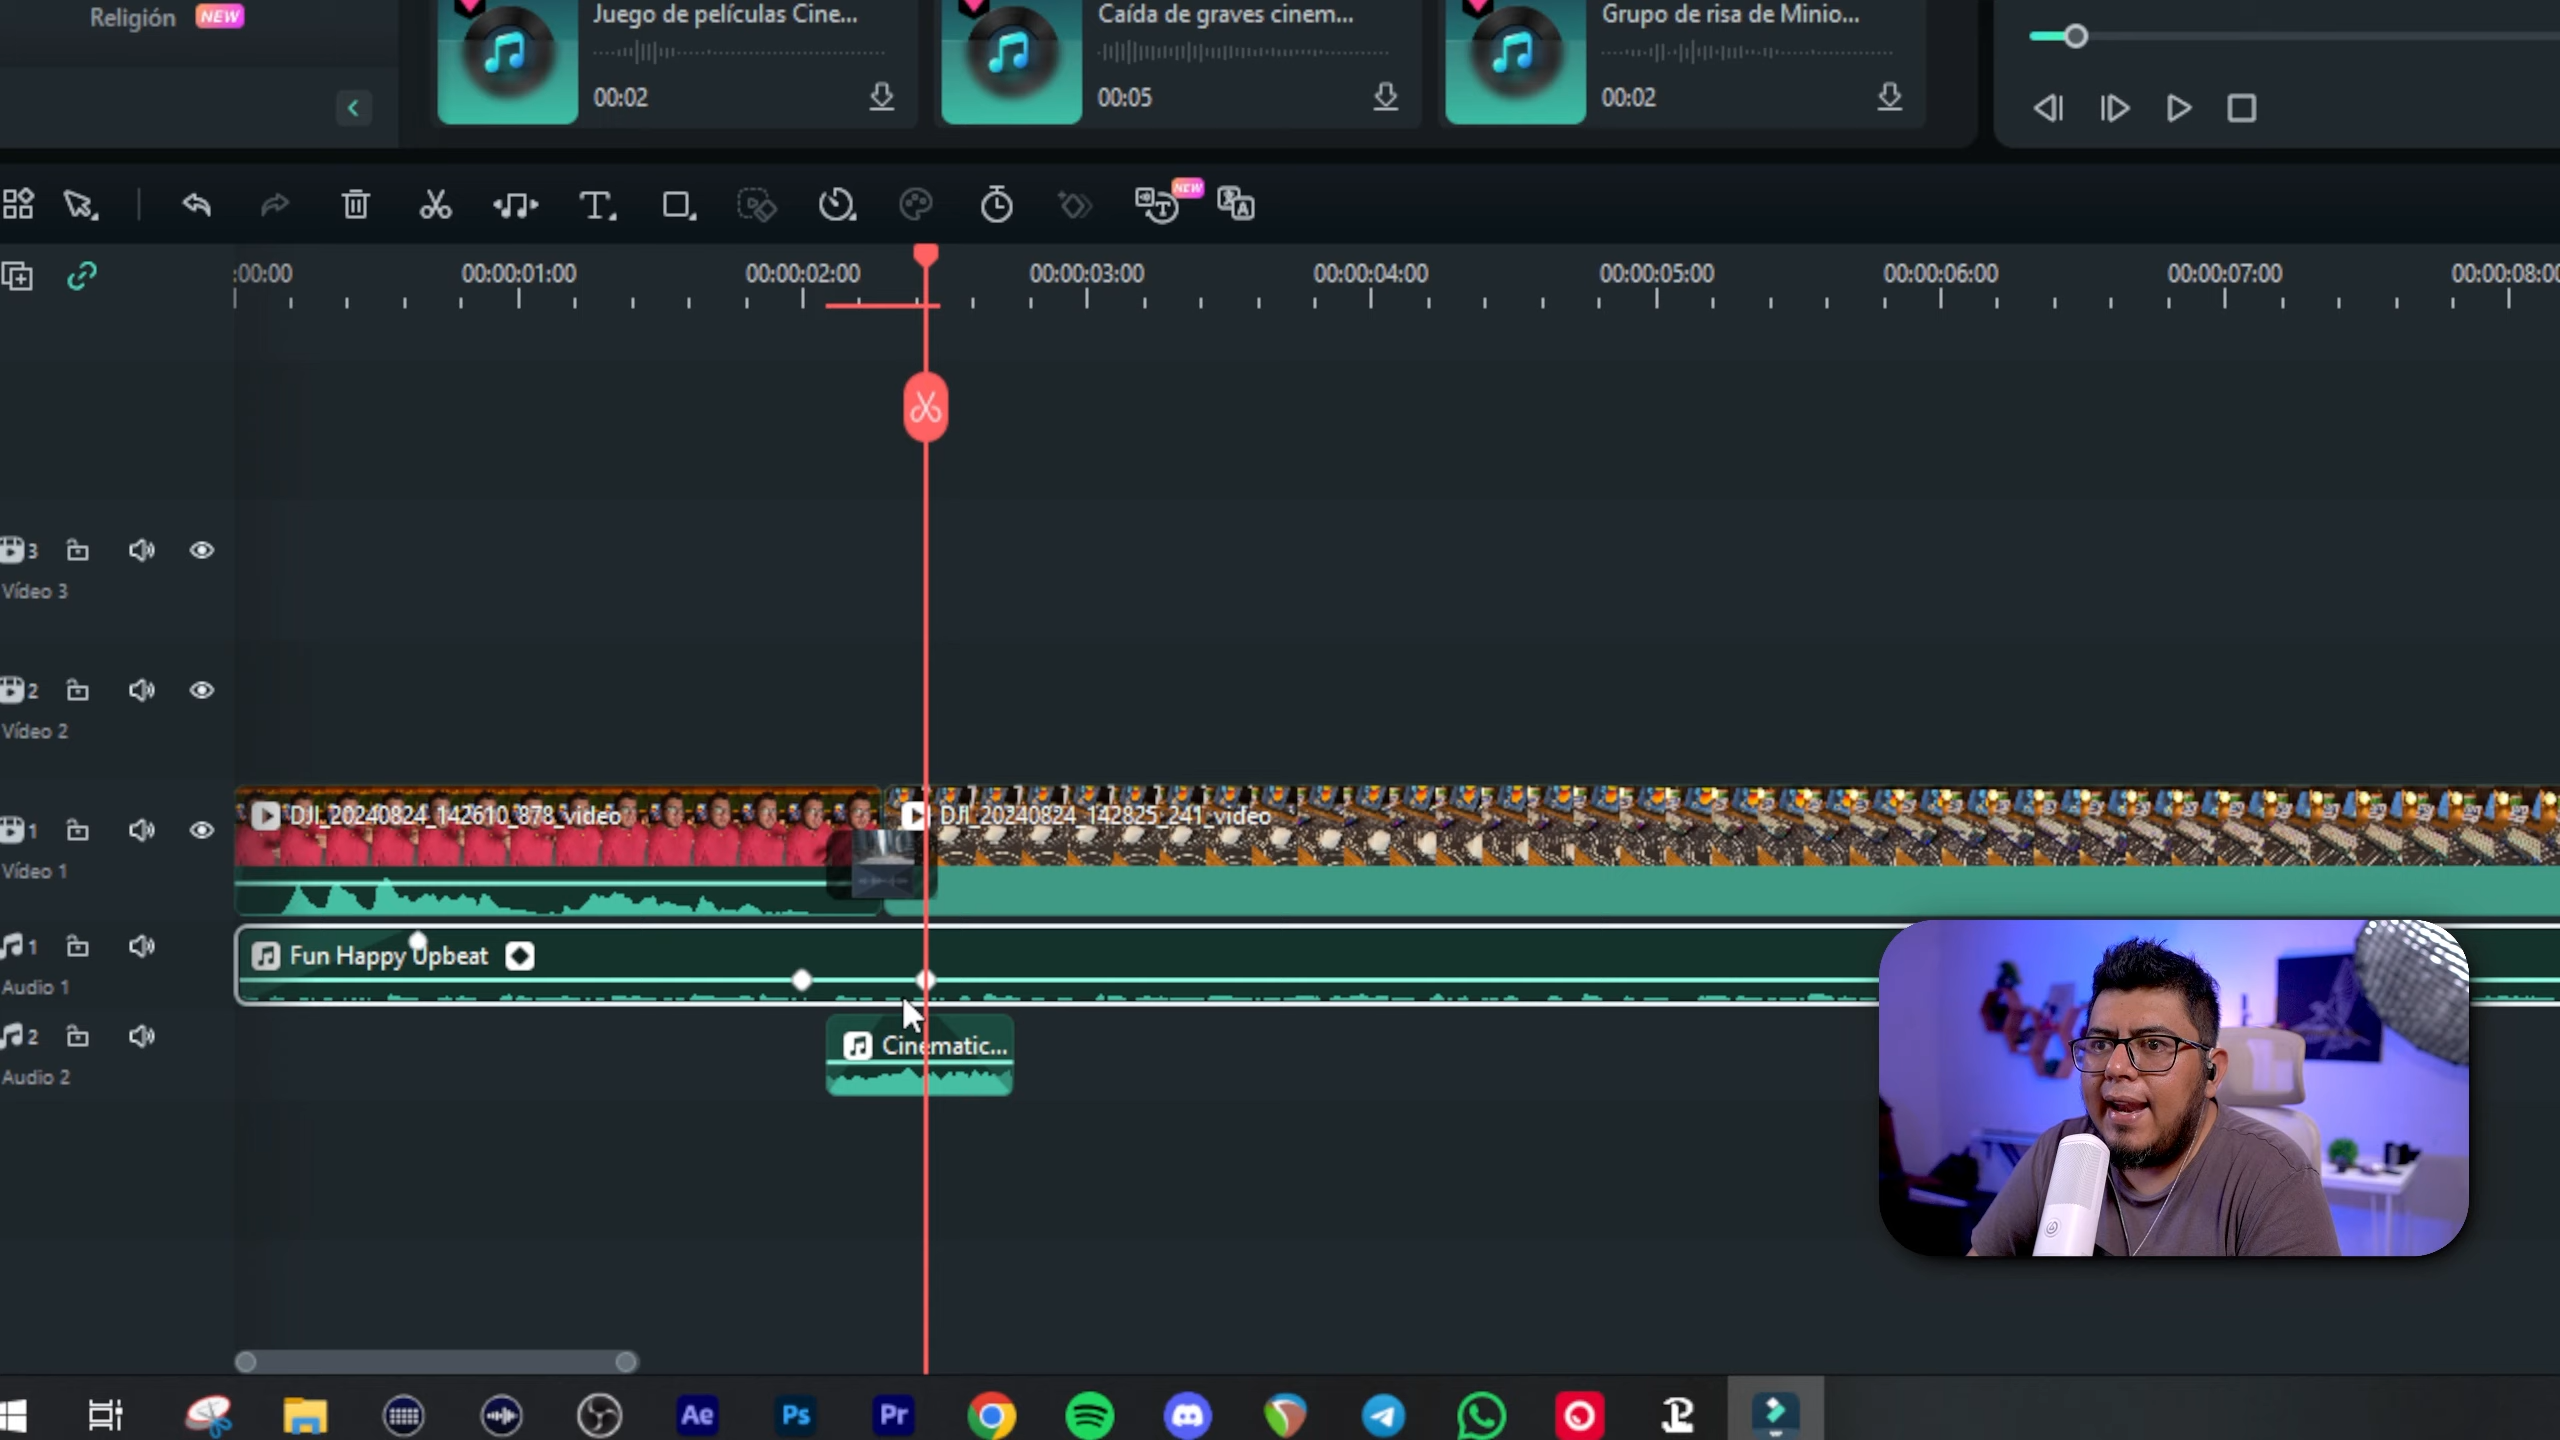 Religión NEW
Juego de películas Cine...
00:02
Caída de graves cinem...
00:05
Grupo de risa de Minio...
00:02
NEW
:00:00 00:00:01:00 00:00:02:00 00:00:03:00 00:00:04:00 00:00:05:00 00:00:06:00 00:00:07:00 00:00:08:00
3
Vídeo 3
2
Vídeo 2
1
Vídeo 1
DJI_20240824_142610_878_video
DJI_20240824_142825_241_video
1
Audio 1
Fun Happy Upbeat
2
Audio 2
Cinematic...
Ae Ps Pr